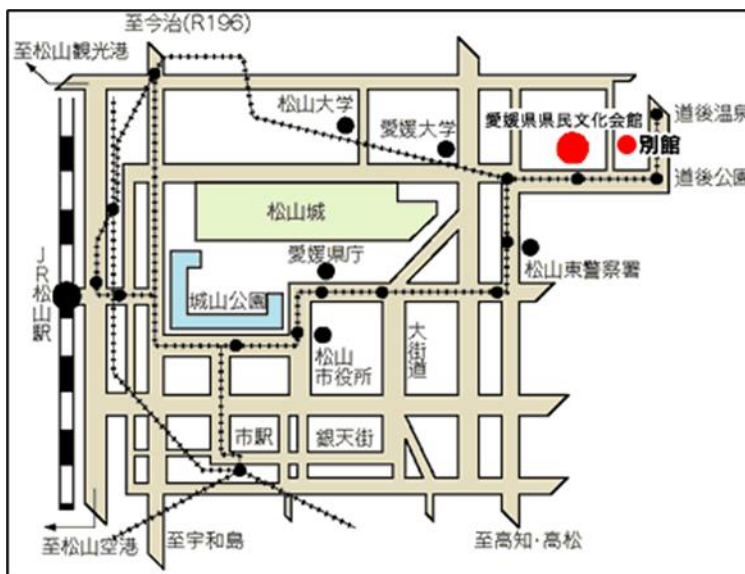 至今治(R196)
至松山観光港
松山大学
愛媛大学
愛媛県県民文化会館
別館
道後温泉
道後公園
松山城
愛媛県庁
松山東警察署
JR松山駅
城山公園
松山
市役所
大街道
市駅
銀天街
至松山空港
至宇和島
至高知・高松